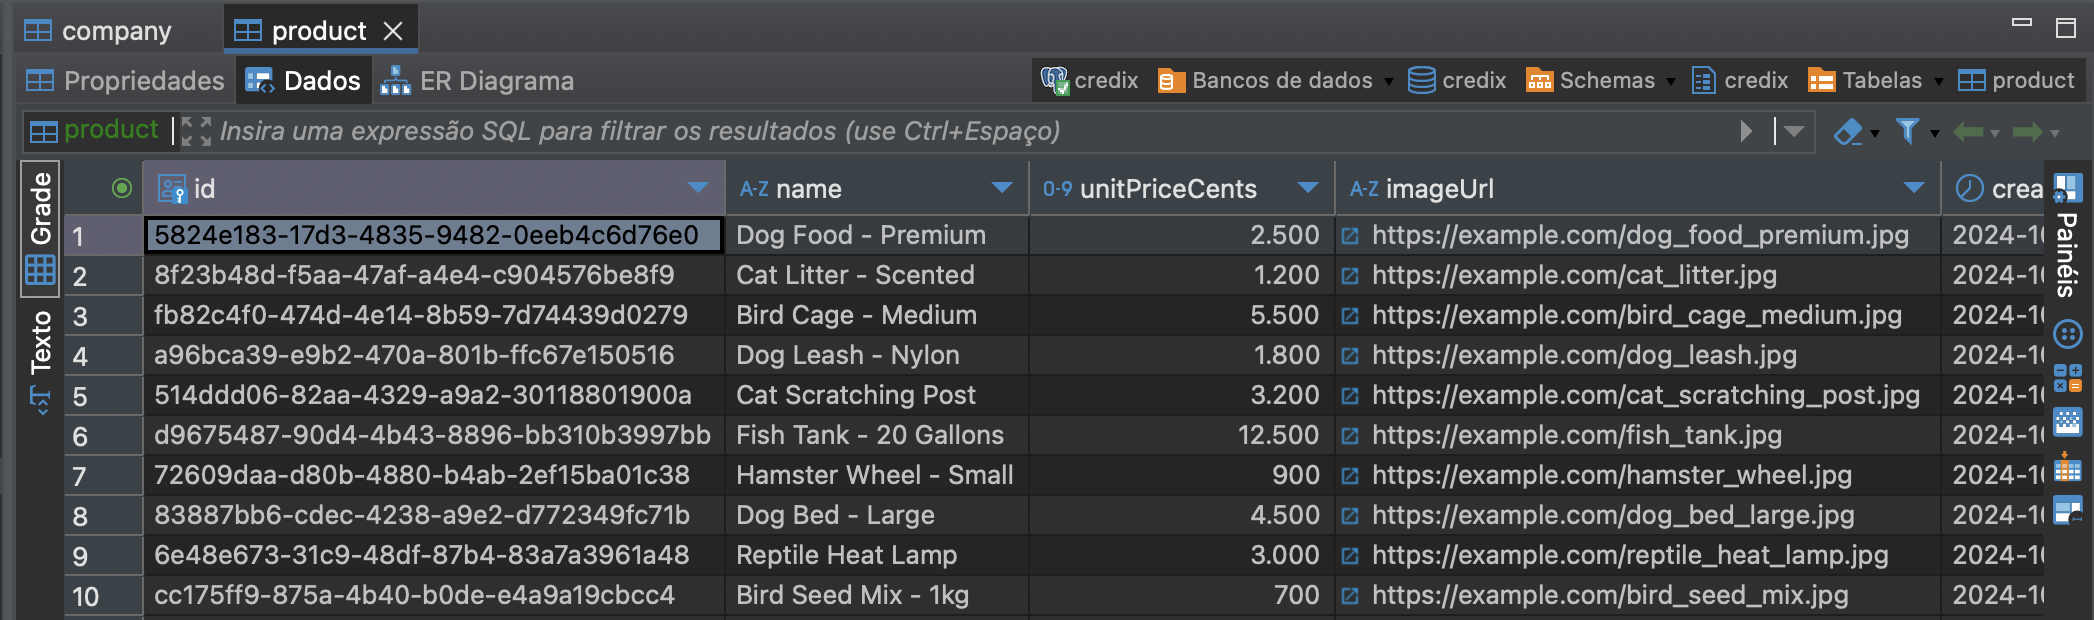 company product
Propriedades Dados ER Diagrama credix Bancos de dados credix Schemas credix Tabelas product
product Insira uma expressão SQL para filtrar os resultados (use Ctrl+Espaço)
Grade
Texto
id A-Z name 0-9 unitPriceCents A-Z imageUrl crea
1 5824e183-17d3-4835-9482-0eeb4c6d76e0 Dog Food - Premium 2.500 https://example.com/dog_food_premium.jpg 2024-10
2 8f23b48d-f5aa-47af-a4e4-c904576be8f9 Cat Litter - Scented 1.200 https://example.com/cat_litter.jpg 2024-10
3 fb82c4f0-474d-4e14-8b59-7d74439d0279 Bird Cage - Medium 5.500 https://example.com/bird_cage_medium.jpg 2024-10
4 a96bca39-e9b2-470a-801b-ffc67e150516 Dog Leash - Nylon 1.800 https://example.com/dog_leash.jpg 2024-10
5 514ddd06-82aa-4329-a9a2-30118801900a Cat Scratching Post 3.200 https://example.com/cat_scratching_post.jpg 2024-10
6 d9675487-90d4-4b43-8896-bb310b3997bb Fish Tank - 20 Gallons 12.500 https://example.com/fish_tank.jpg 2024-10
7 72609daa-d80b-4880-b4ab-2ef15ba01c38 Hamster Wheel - Small 900 https://example.com/hamster_wheel.jpg 2024-10
8 83887bb6-cdec-4238-a9e2-d772349fc71b Dog Bed - Large 4.500 https://example.com/dog_bed_large.jpg 2024-10
9 6e48e673-31c9-48df-87b4-83a7a3961a48 Reptile Heat Lamp 3.000 https://example.com/reptile_heat_lamp.jpg 2024-10
10 cc175ff9-875a-4b40-b0de-e4a9a19cbcc4 Bird Seed Mix - 1kg 700 https://example.com/bird_seed_mix.jpg 2024-10
Painéis